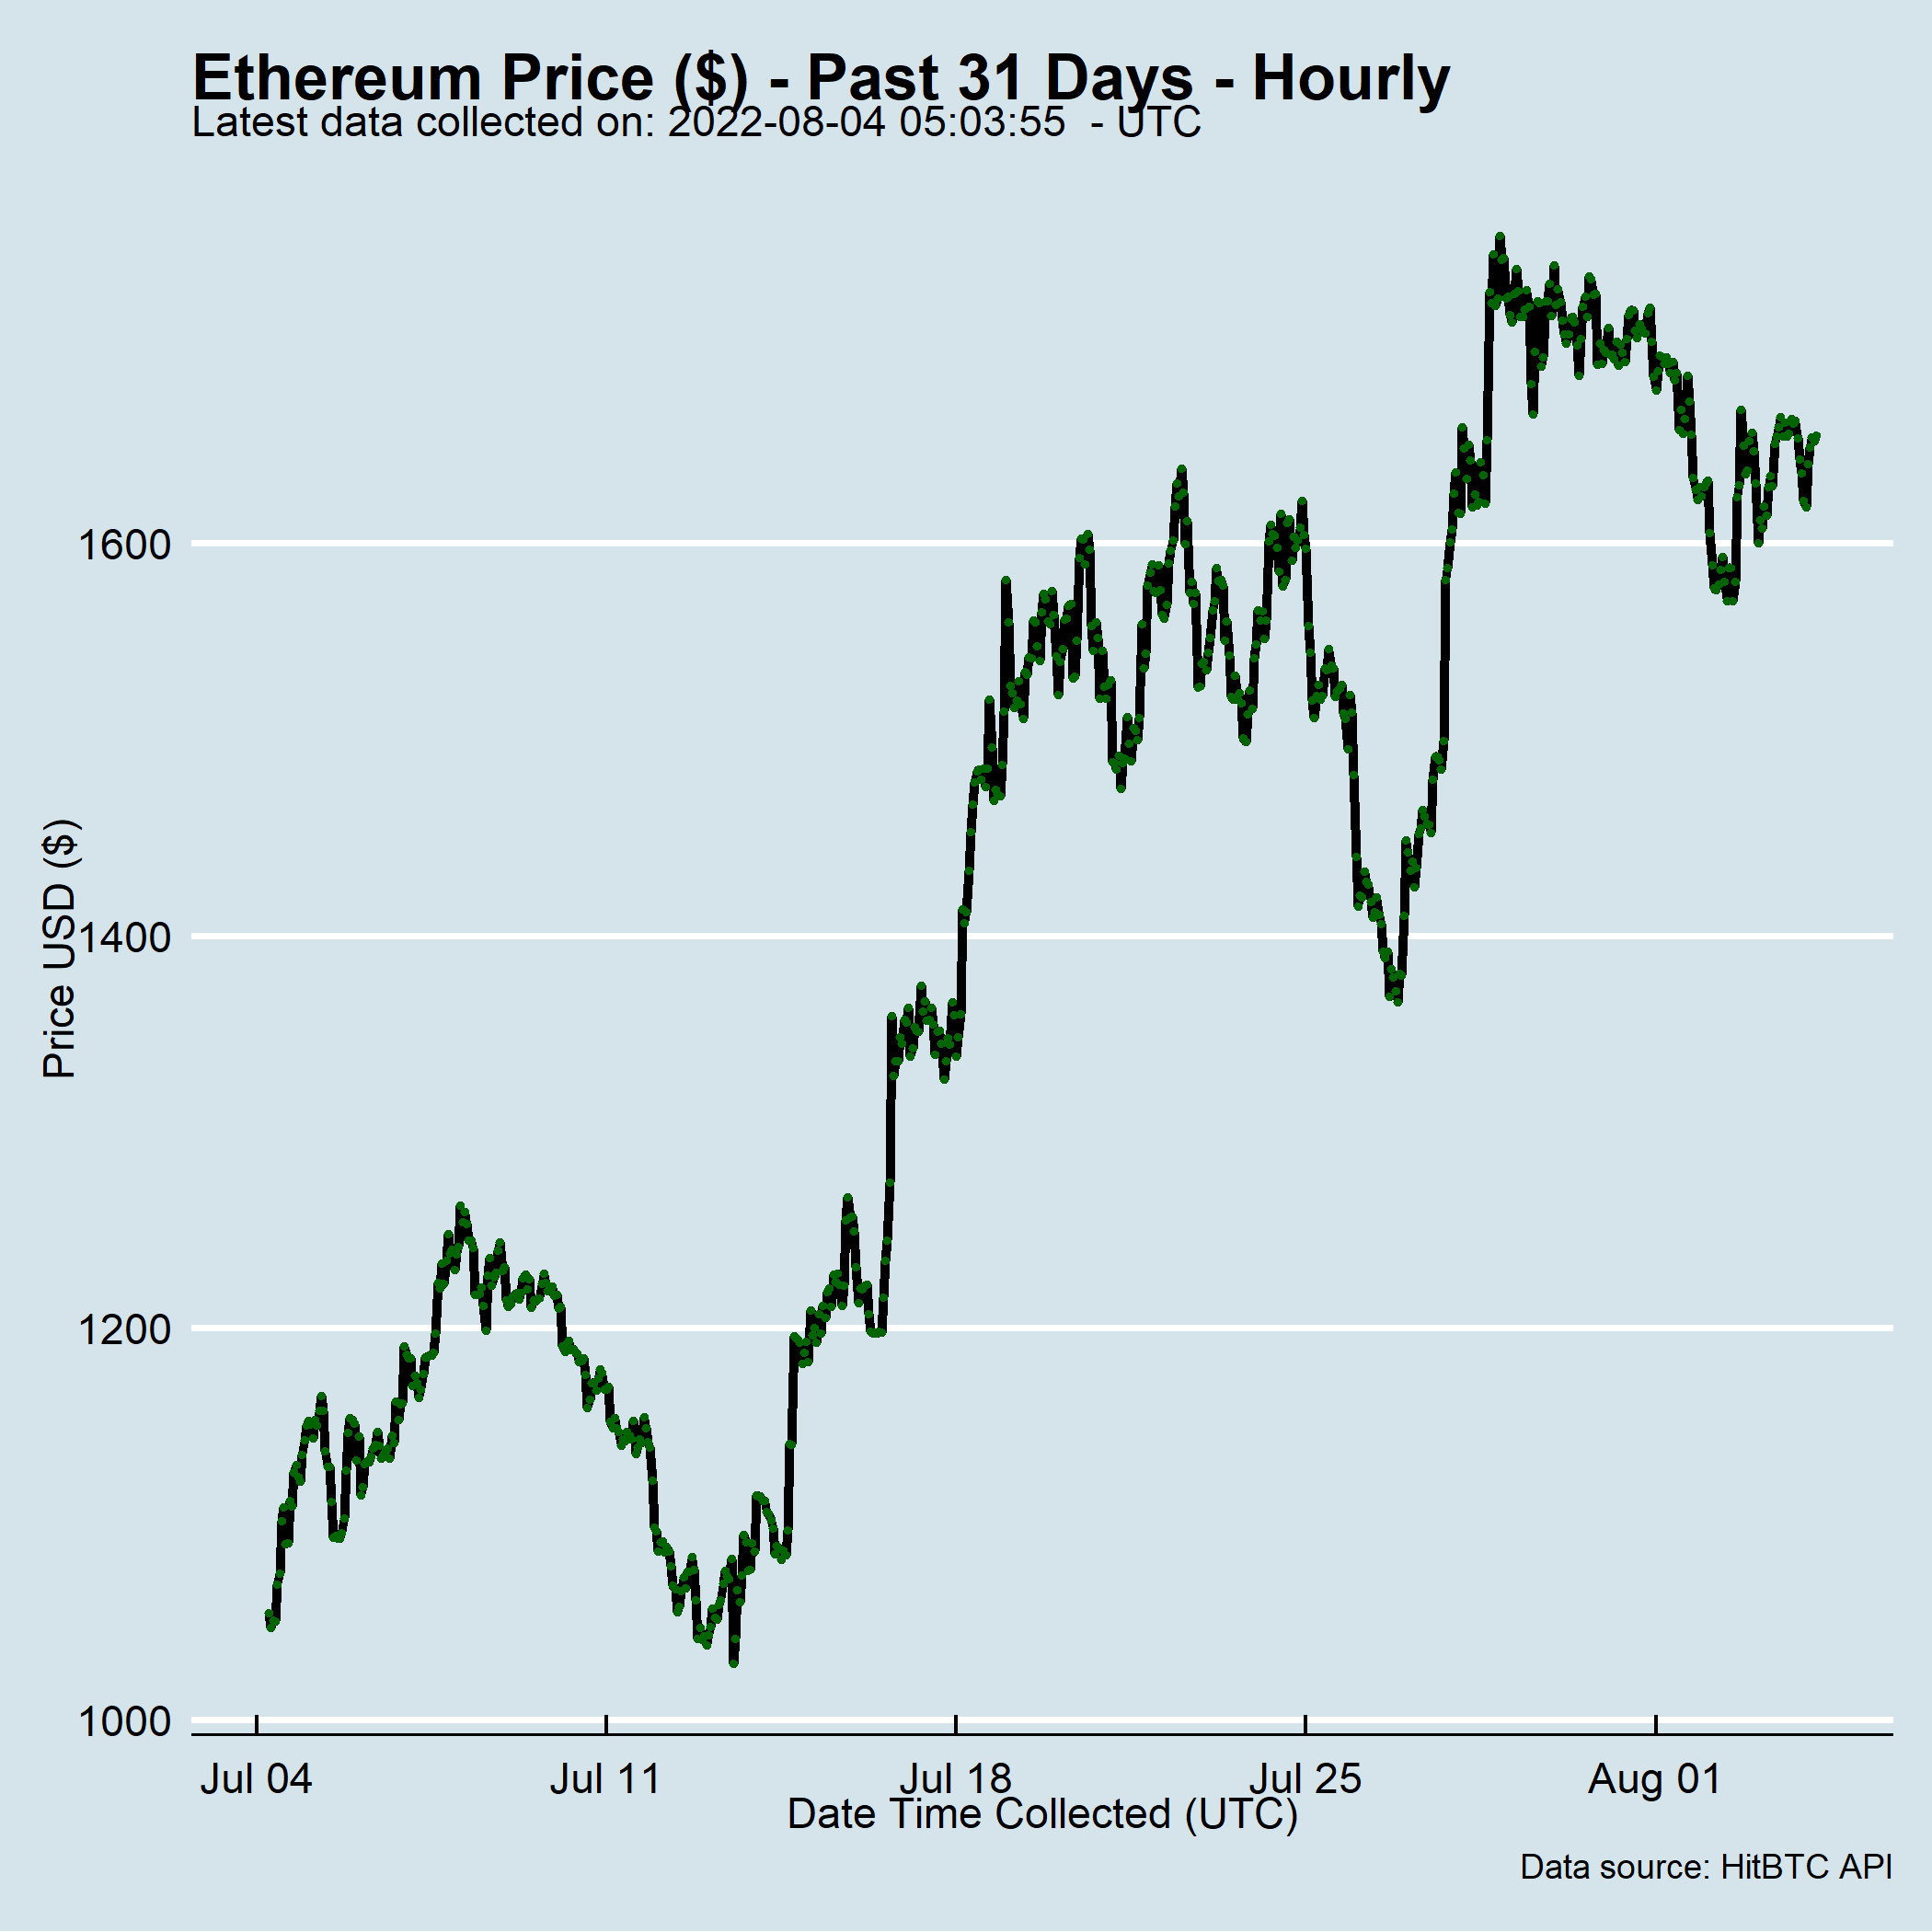 Ethereum Price ($) - Past 31 Days - Hourly
Latest data collected on: 2022-08-04 05:03:55  - UTC
Price USD ($)
1600
1400
1200
1000
Jul 04
Jul 11
Jul 18
Jul 25
Aug 01
Date Time Collected (UTC)
Data source: HitBTC API